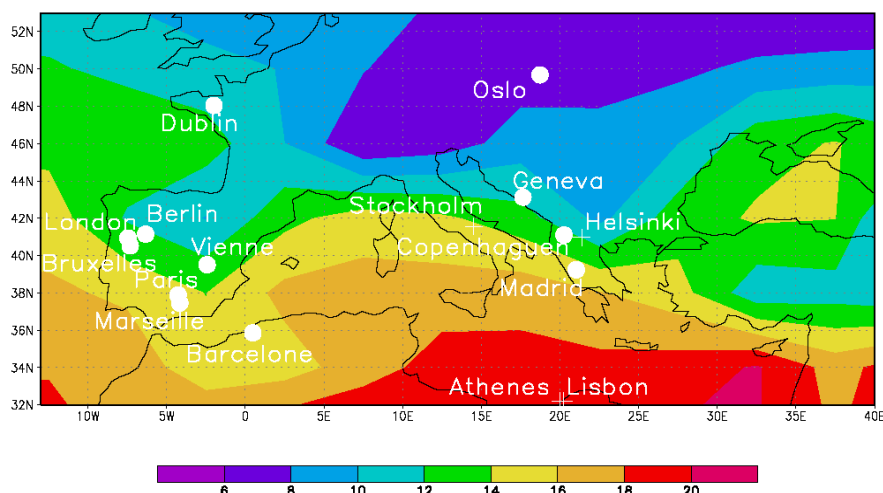 52N
50N
Oslo
48N
Dublin
46N
44N
Geneva
Stockholm
42N
London Berlin Helsinki
Vienne Copenhaguen
40N
Bruxelles
Paris Madrid
38N
Marseille
36N
Barcelone
34N
Athenes Lisbon
32N
10W 5W 0 5E 10E 15E 20E 25E 30E 35E 40E
6 8 10 12 14 16 18 20